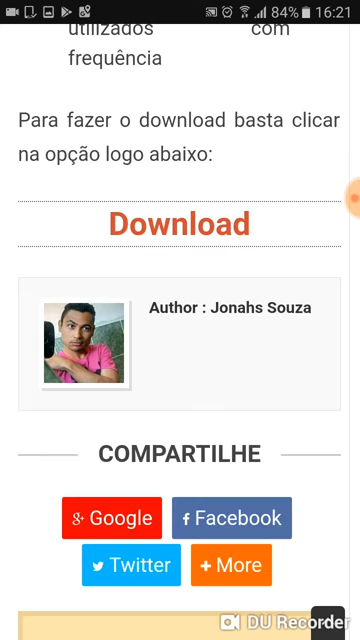 84% 16:21
utilizados com
frequência
Para fazer o download basta clicar
na opção logo abaixo:
Download
Author : Jonahs Souza
COMPARTILHE
g+ Google
f Facebook
Twitter
+ More
DU Recorder